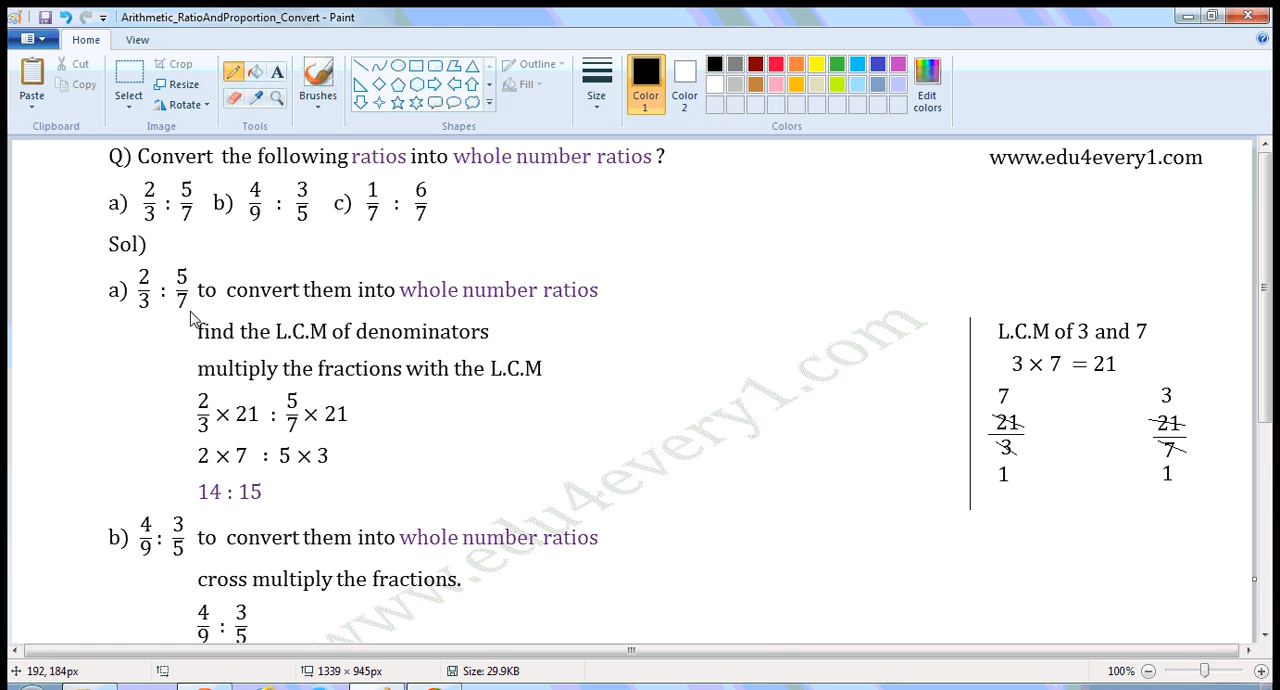 Arithmetic_RatioAndProportion_Convert - Paint
Home View
Paste Cut Copy Select Crop Resize Rotate Brushes Outline Fill Size Color 1 Color 2 Edit colors
Clipboard Image Tools Shapes Colors
Q) Convert the following ratios into whole number ratios ? www.edu4every1.com
a) 2/3 : 5/7 b) 4/9 : 3/5 c) 1/7 : 6/7
Sol)
a) 2/3 : 5/7 to convert them into whole number ratios
find the L.C.M of denominators
multiply the fractions with the L.C.M
2/3 × 21 : 5/7 × 21
2 × 7 : 5 × 3
14 : 15
L.C.M of 3 and 7
3 × 7 = 21
7 3
21 21
3 7
1 1
b) 4/9 : 3/5 to convert them into whole number ratios
cross multiply the fractions.
4/9 : 3/5
www.edu4every1.com
192, 184px 1339 × 945px Size: 29.9KB 100%